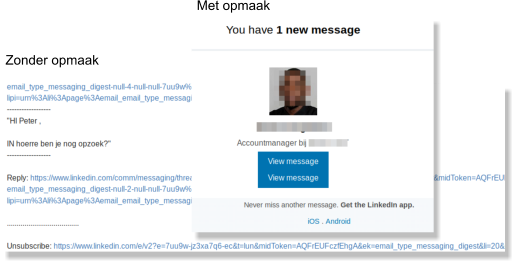 Met opmaak
You have 1 new message
Zonder opmaak
email_type_messaging_digest-null-4-null-null-7uu9w%
lipi=urn%3Ali%3Apage%3Aemail_email_type_messagi
-------------------
"HI Peter ,
IN hoerre ben je nog opzoek?"
-------------------
Accountmanager bij
View message
View message
Reply: https://www.linkedin.com/comm/messaging/threa
&midToken=AQFrEU
email_type_messaging_digest-null-2-null-null-7uu9w%
lipi=urn%3Ali%3Apage%3Aemail_email_type_messagi
Never miss another message. Get the LinkedIn app.
iOS . Android
.....................................
Unsubscribe: https://www.linkedin.com/e/v2?e=7uu9w-jz3xa7q6-ec&t=lun&midToken=AQFrEUFczfEhgA&ek=email_type_messaging_digest&li=20&